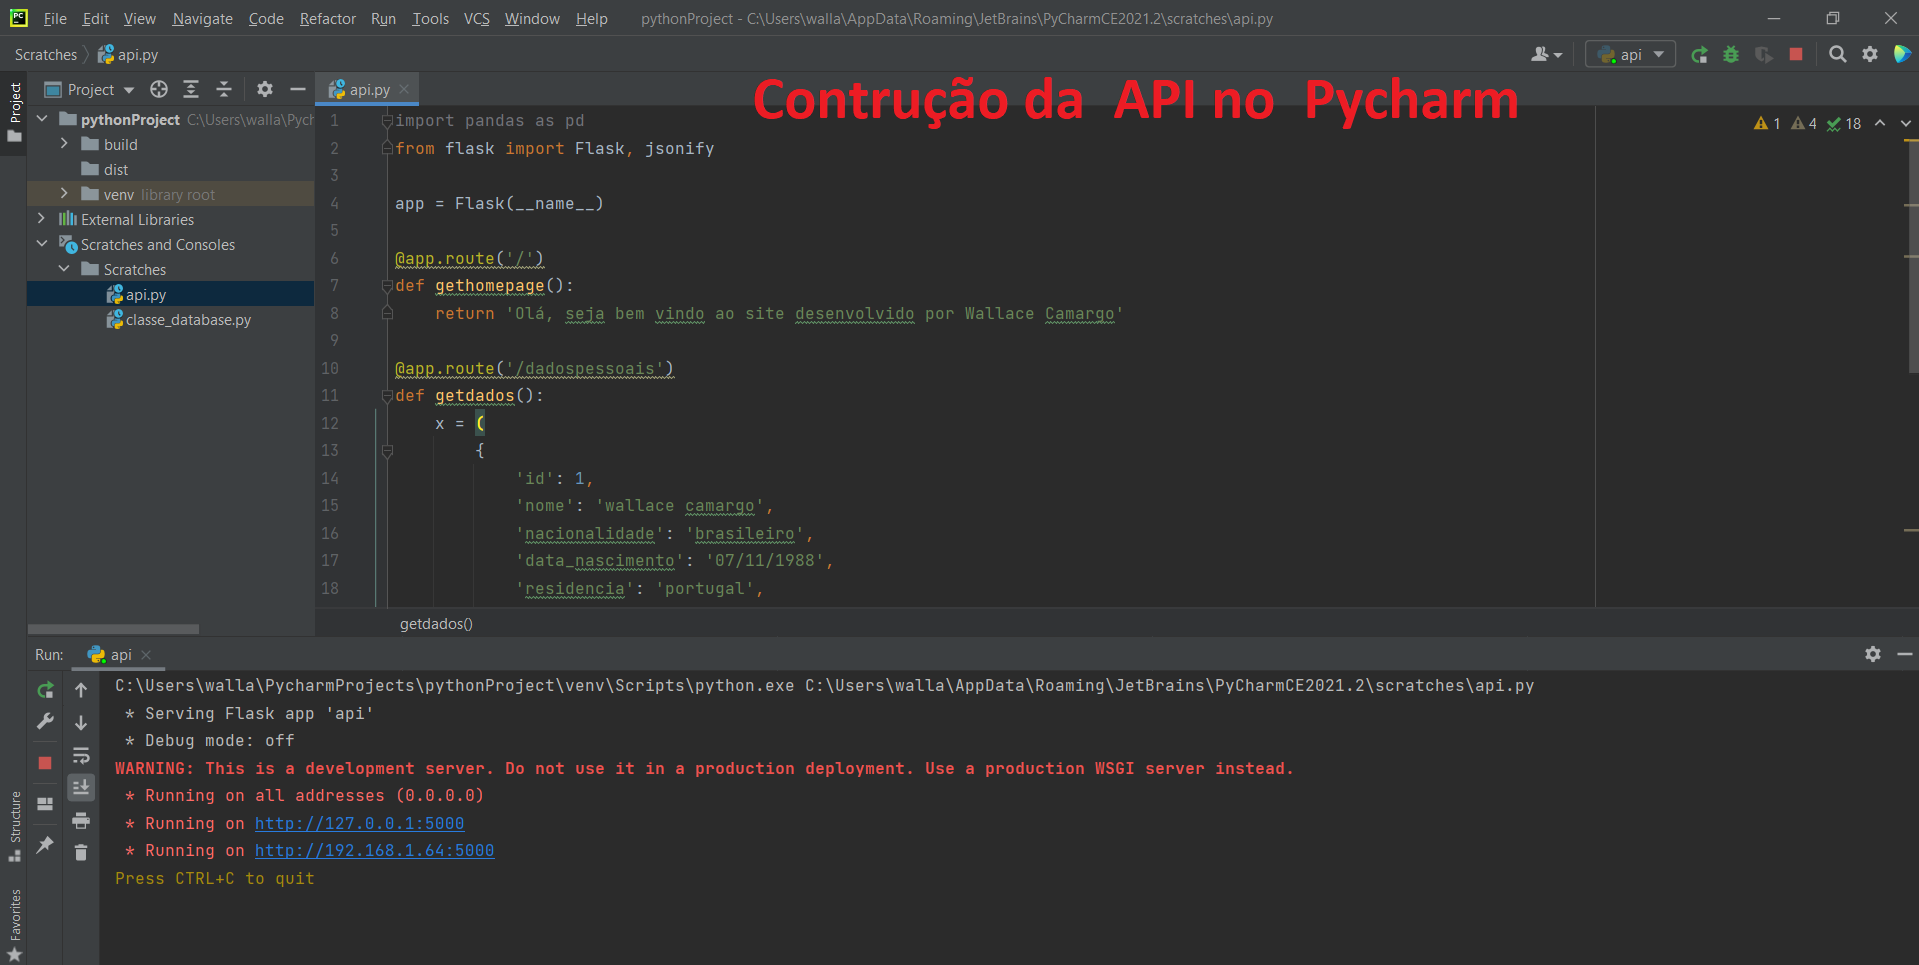 File Edit View Navigate Code Refactor Run Tools VCS Window Help pythonProject - C:\Users\walla\AppData\Roaming\JetBrains\PyCharmCE2021.2\scratches\api.py
Scratches api.py
api
Project
Project
api.py
Contrução da API no Pycharm
1 4 18
pythonProject C:\Users\walla\Pych
build
dist
venv library root
External Libraries
Scratches and Consoles
Scratches
api.py
classe_database.py
1 import pandas as pd
2 from flask import Flask, jsonify
3
4 app = Flask(__name__)
5
6 @app.route('/')
7 def gethomepage():
8 return 'Olá, seja bem vindo ao site desenvolvido por Wallace Camargo'
9
10 @app.route('/dadospessoais')
11 def getdados():
12 x = (
13 {
14 'id': 1,
15 'nome': 'wallace camargo',
16 'nacionalidade': 'brasileiro',
17 'data_nascimento': '07/11/1988',
18 'residencia': 'portugal',
getdados()
Run: api
C:\Users\walla\PycharmProjects\pythonProject\venv\Scripts\python.exe C:\Users\walla\AppData\Roaming\JetBrains\PyCharmCE2021.2\scratches\api.py
* Serving Flask app 'api'
* Debug mode: off
WARNING: This is a development server. Do not use it in a production deployment. Use a production WSGI server instead.
* Running on all addresses (0.0.0.0)
* Running on http://127.0.0.1:5000
* Running on http://192.168.1.64:5000
Press CTRL+C to quit
Structure
Favorites